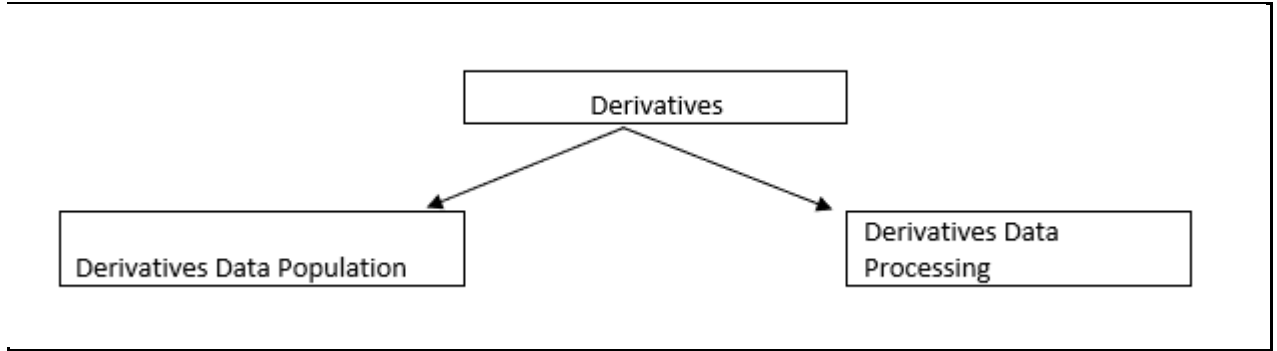 Derivatives
Derivatives Data Population
Derivatives Data
Processing